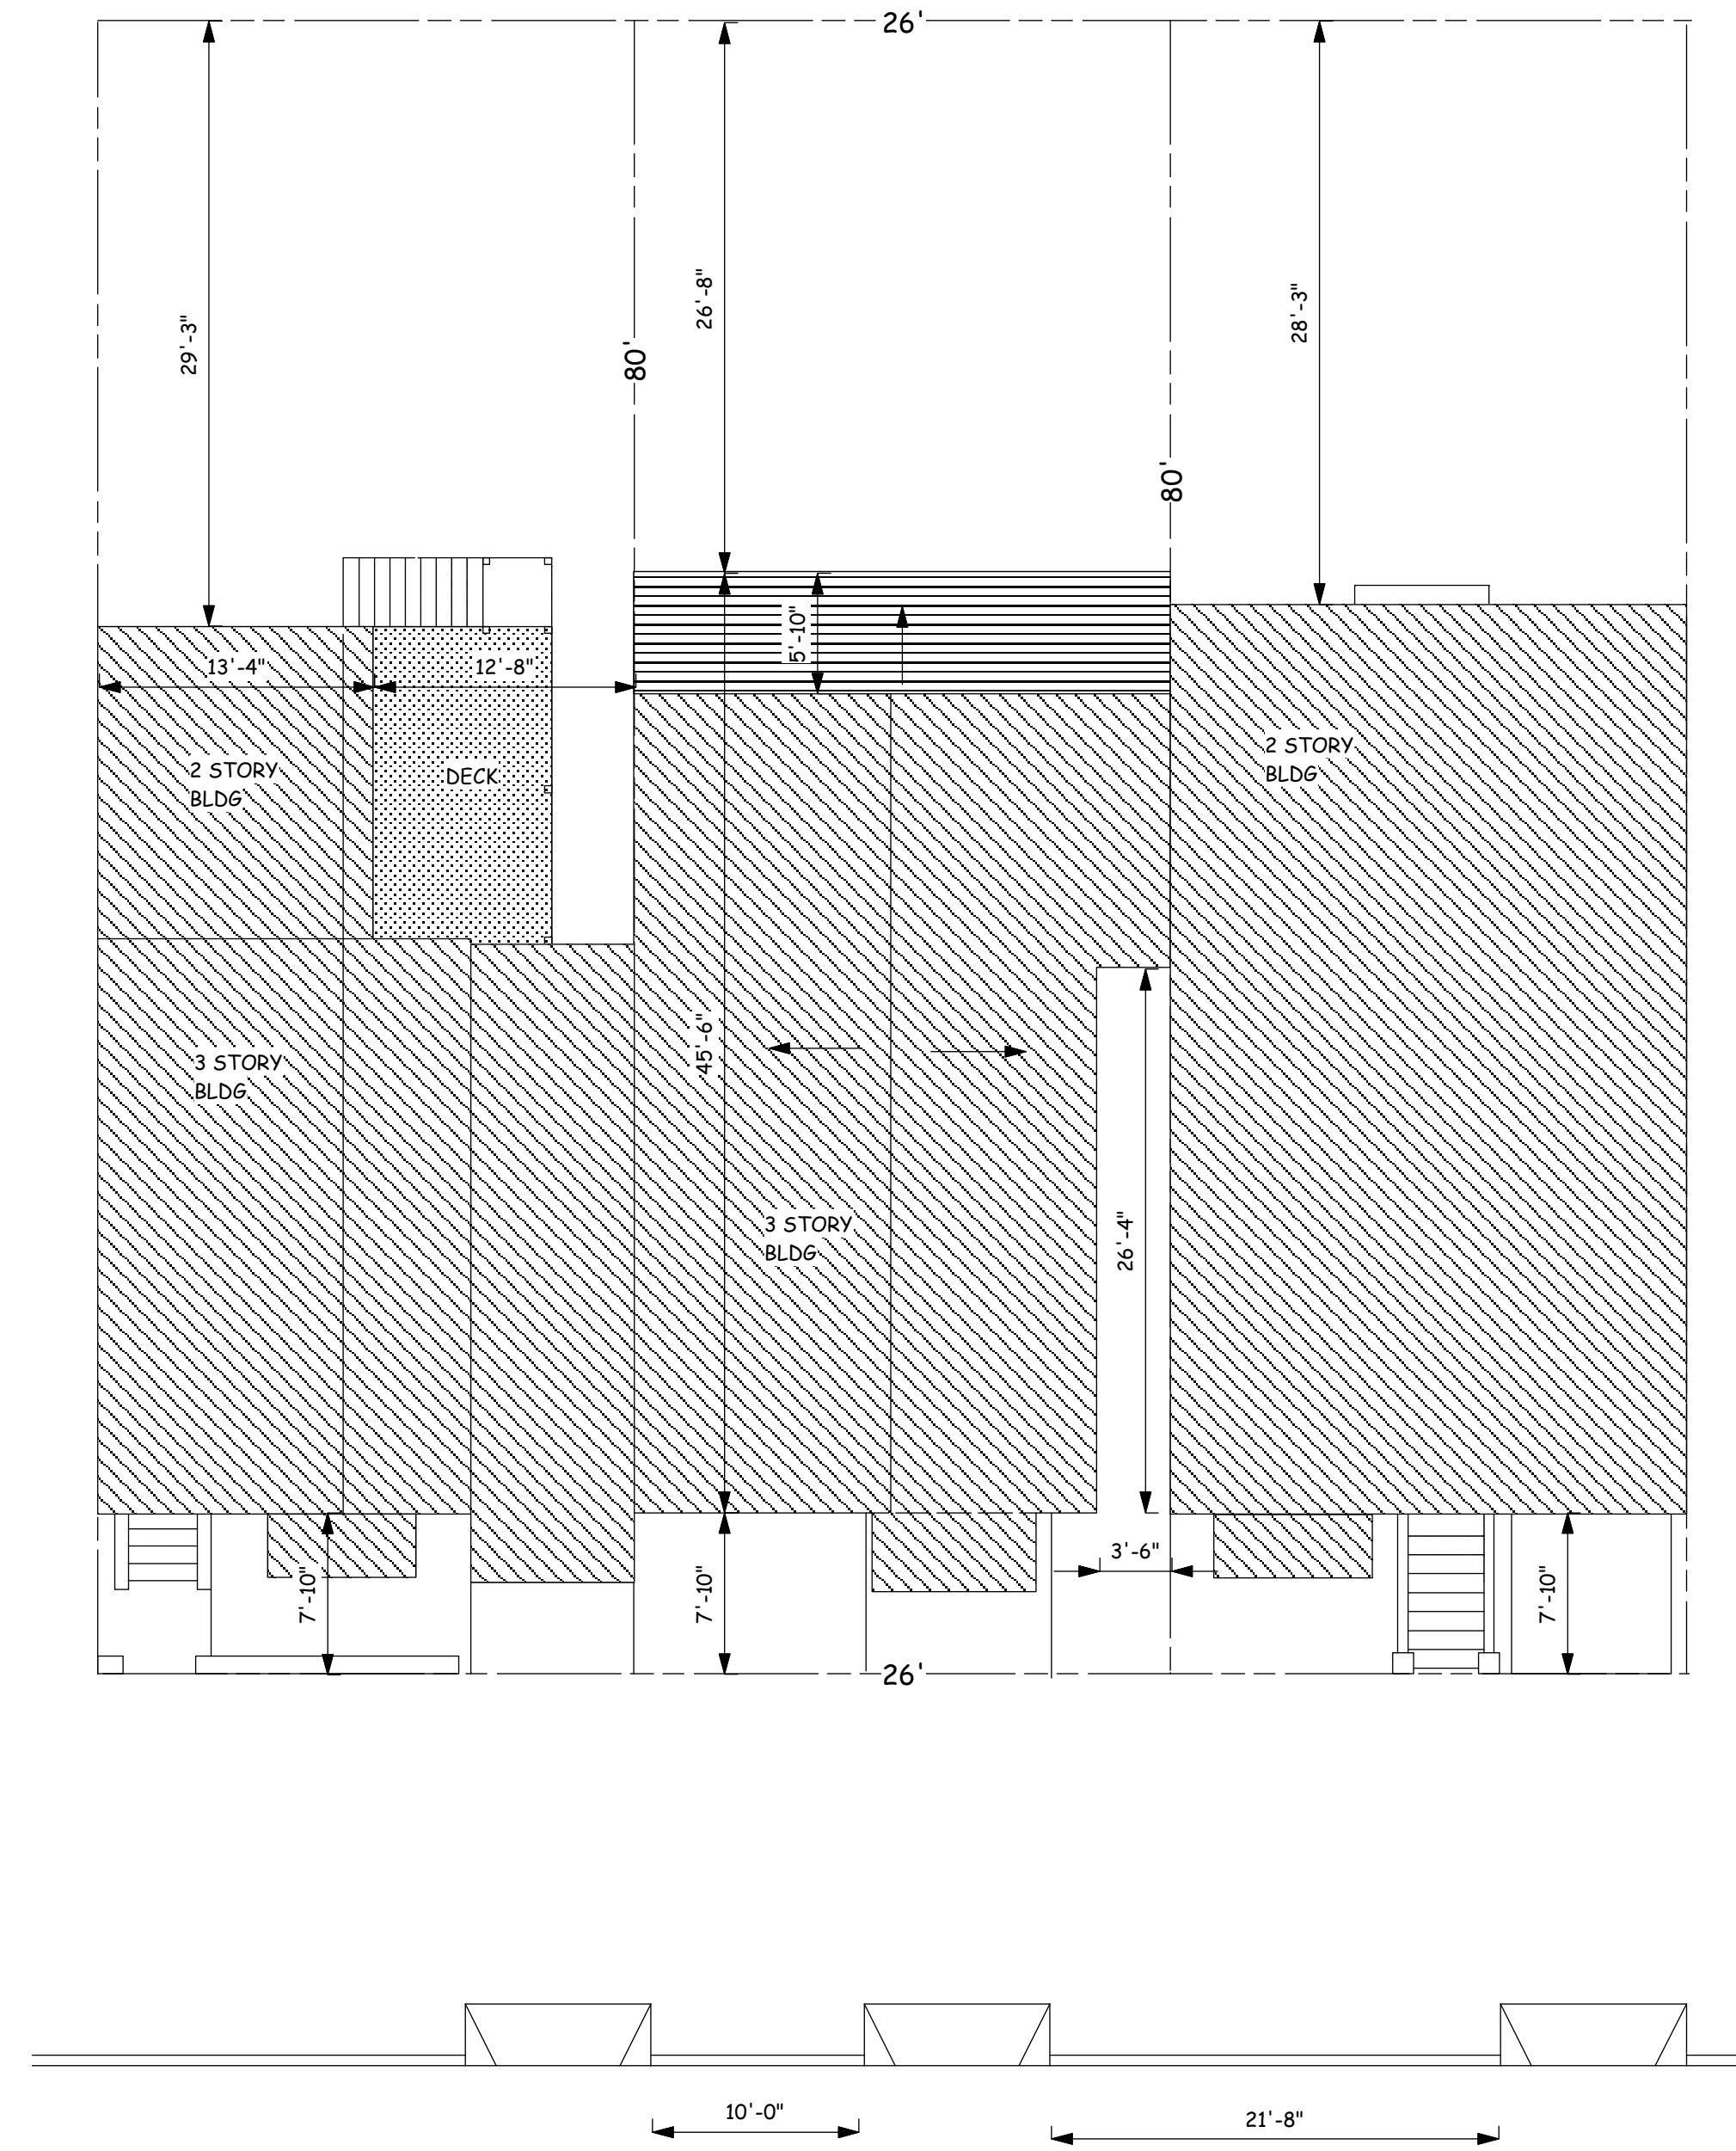 26'
26'-8"
28'-3"
29'-3"
80'
80'
5'-10"
13'-4"
12'-8"
2 STORY
BLDG
DECK
2 STORY
BLDG
45'-6"
3 STORY
BLDG
3 STORY
BLDG
26'-4"
3'-6"
7'-10"
7'-10"
7'-10"
26'
10'-0"
21'-8"